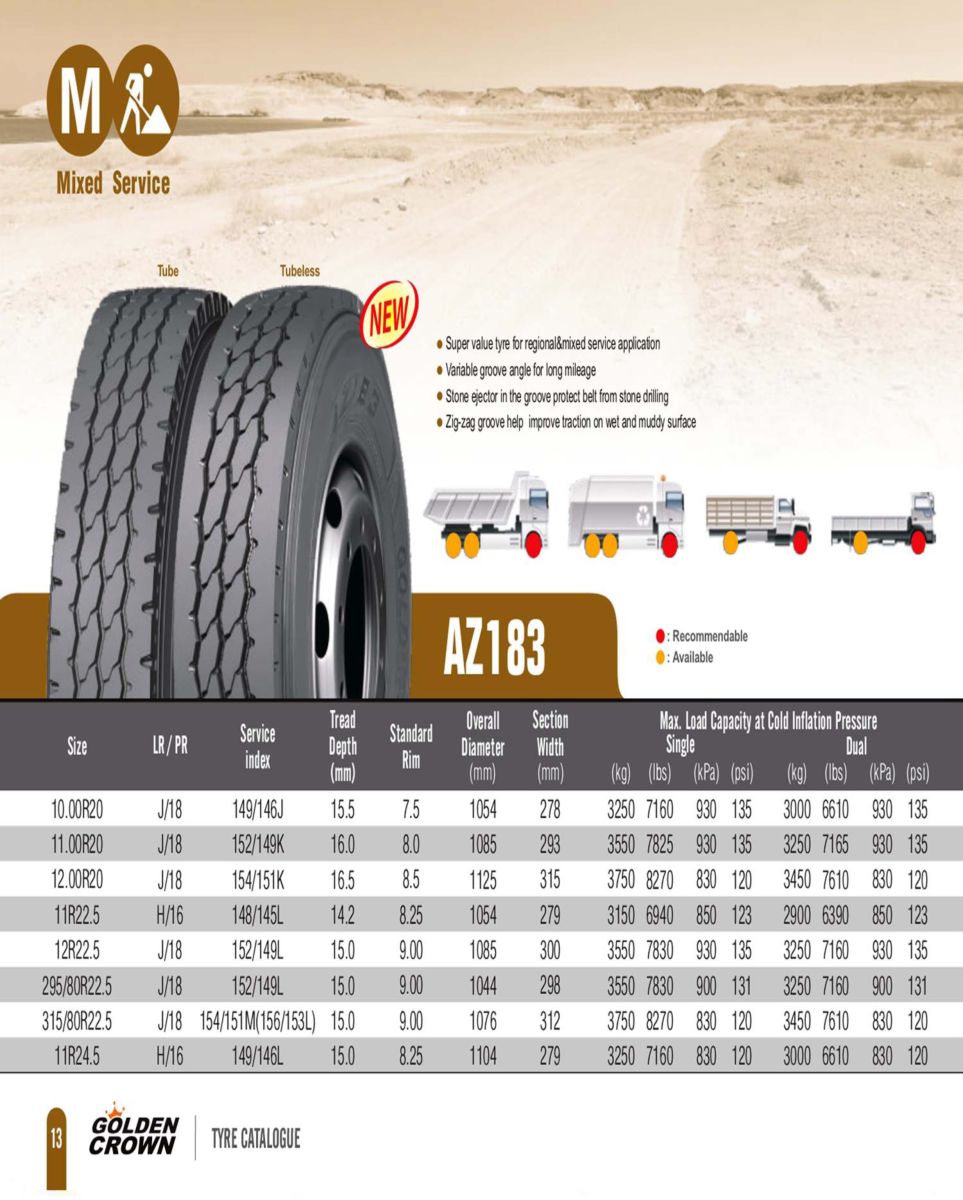 M
Mixed Service
Tube
Tubeless
NEW
Super value tyre for regional&mixed service application
Variable groove angle for long mileage
Stone ejector in the groove protect belt from stone drilling
Zig-zag groove help improve traction on wet and muddy surface
AZ183
: Recommendable
: Available
Size LR / PR Service index Tread Depth (mm) Standard Rim Overall Diameter (mm) Section Width (mm) Max. Load Capacity at Cold Inflation Pressure
Single Dual
(kg) (lbs) (kPa) (psi) (kg) (lbs) (kPa) (psi)
10.00R20 J/18 149/146J 15.5 7.5 1054 278 3250 7160 930 135 3000 6610 930 135
11.00R20 J/18 152/149K 16.0 8.0 1085 293 3550 7825 930 135 3250 7165 930 135
12.00R20 J/18 154/151K 16.5 8.5 1125 315 3750 8270 830 120 3450 7610 830 120
11R22.5 H/16 148/145L 14.2 8.25 1054 279 3150 6940 850 123 2900 6390 850 123
12R22.5 J/18 152/149L 15.0 9.00 1085 300 3550 7830 930 135 3250 7160 930 135
295/80R22.5 J/18 152/149L 15.0 9.00 1044 298 3550 7830 900 131 3250 7160 900 131
315/80R22.5 J/18 154/151M(156/153L) 15.0 9.00 1076 312 3750 8270 830 120 3450 7610 830 120
11R24.5 H/16 149/146L 15.0 8.25 1104 279 3250 7160 830 120 3000 6610 830 120
13
GOLDEN
CROWN
TYRE CATALOGUE